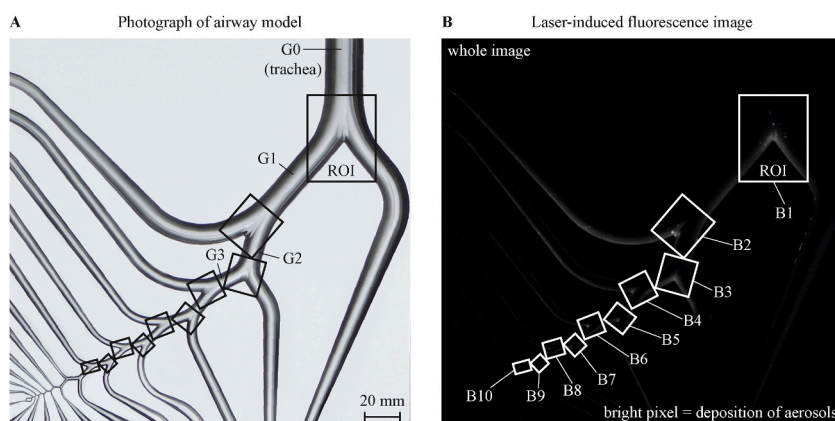 A
Photograph of airway model
G0
(trachea)
G1
ROI
G2
G3
20 mm
B
Laser-induced fluorescence image
whole image
ROI
B1
B2
B3
B4
B5
B6
B7
B8
B9
B10
bright pixel = deposition of aerosols